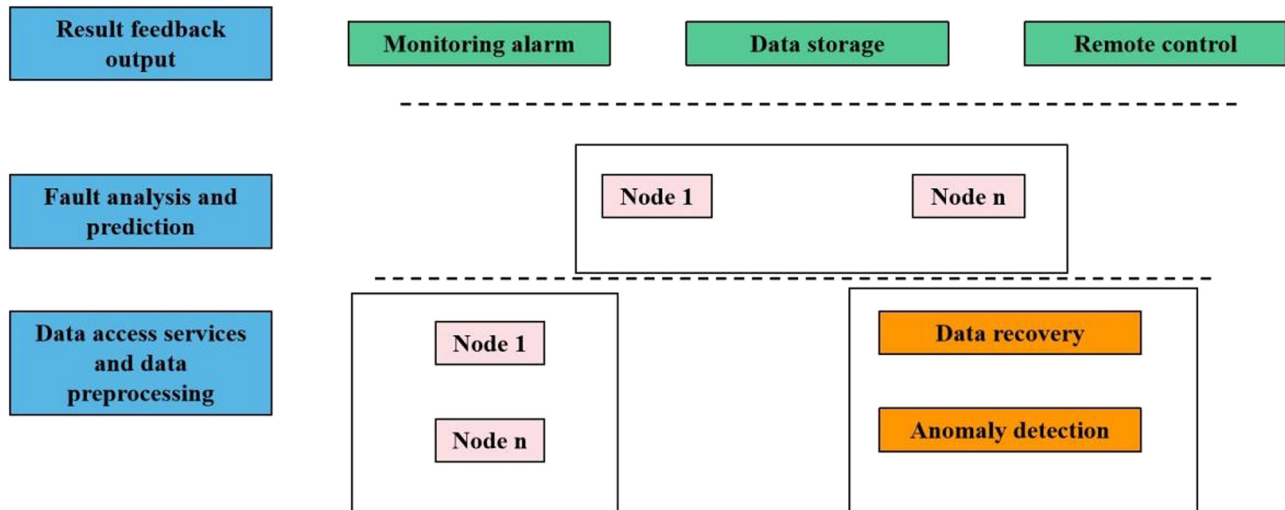 Result feedback
output
Monitoring alarm
Data storage
Remote control
Fault analysis and
prediction
Node 1
Node n
Data access services
and data
preprocessing
Node 1
Node n
Data recovery
Anomaly detection